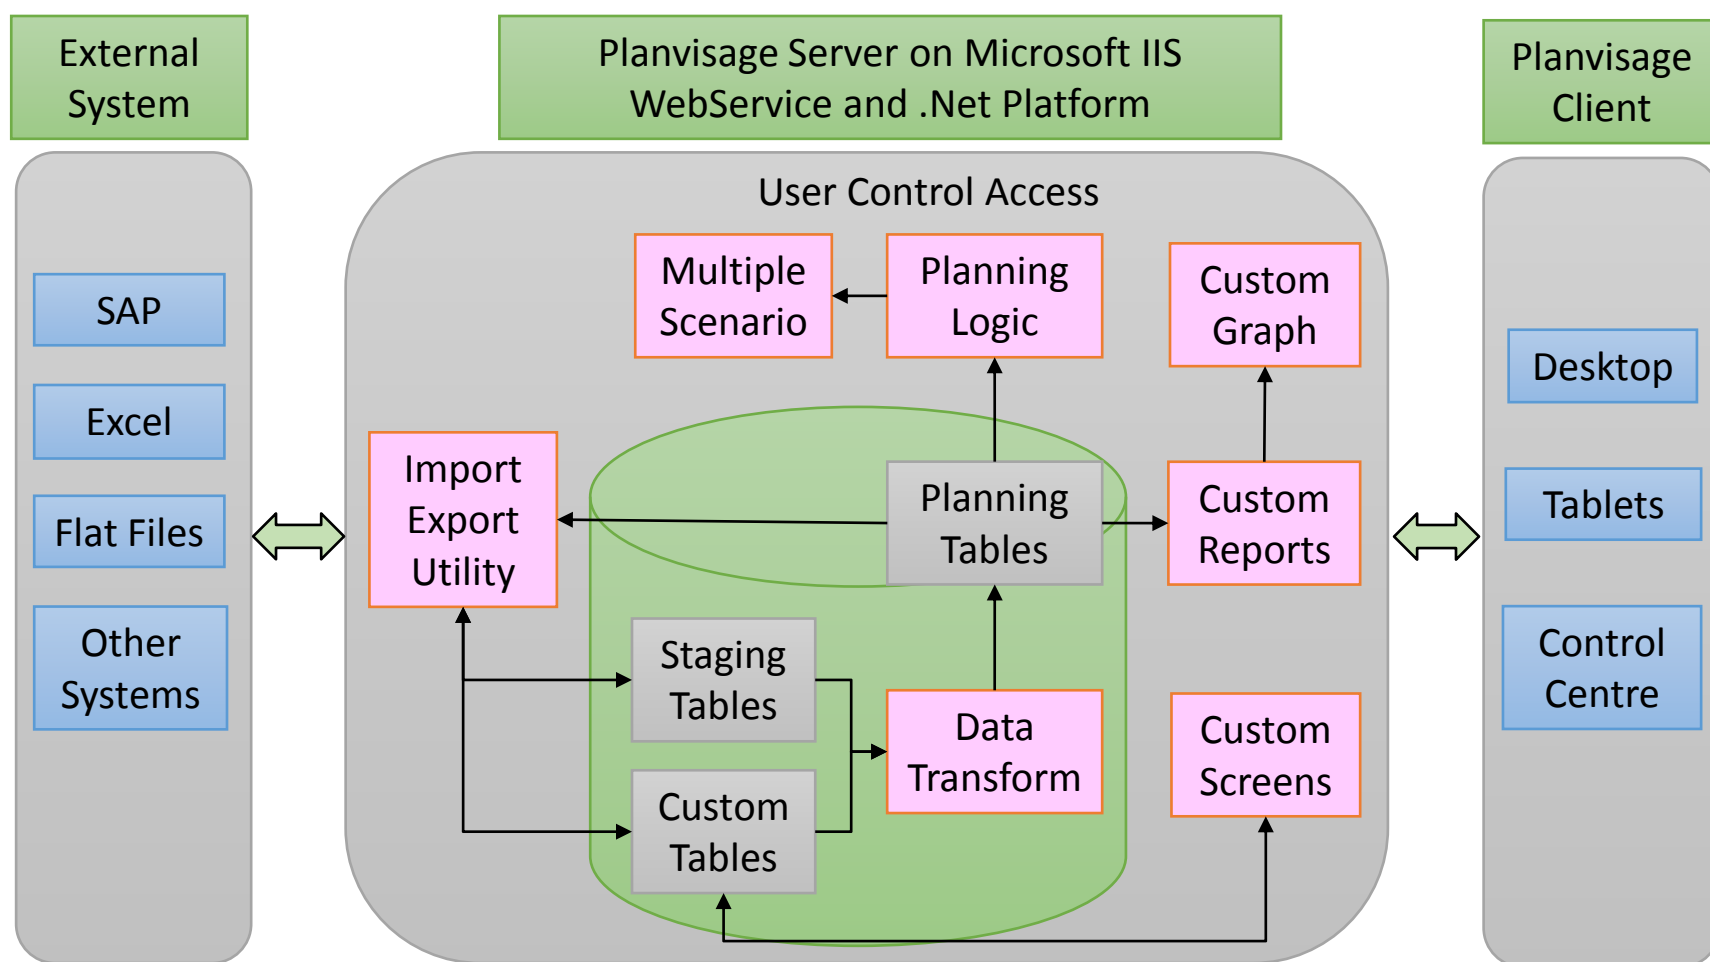 External
System
Planvisage Server on Microsoft IIS
WebService and .Net Platform
Planvisage
Client
User Control Access
SAP
Excel
Flat Files
Other
Systems
Multiple
Scenario
Planning
Logic
Custom
Graph
Import
Export
Utility
Planning
Tables
Custom
Reports
Staging
Tables
Data
Transform
Custom
Tables
Custom
Screens
Desktop
Tablets
Control
Centre